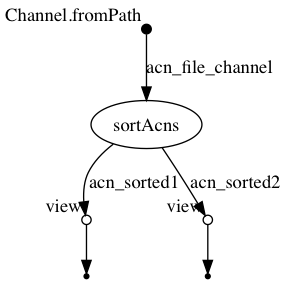 Channel.fromPath
acn_file_channel
sortAcns
acn_sorted1
acn_sorted2
view
view